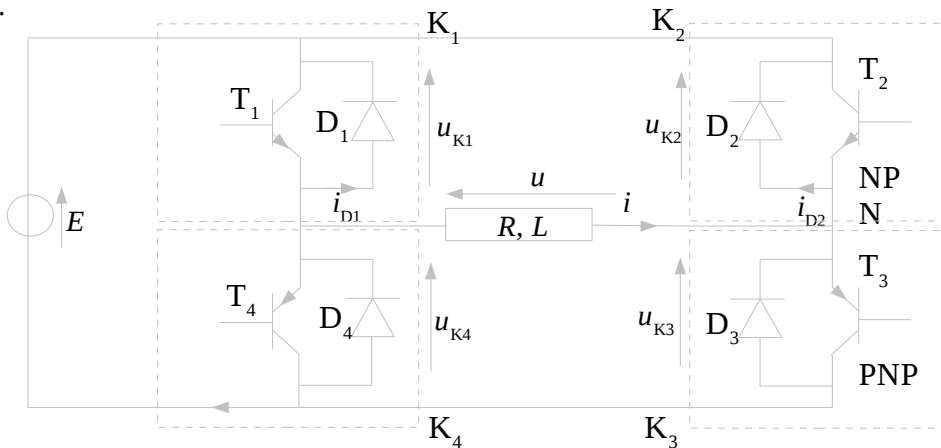 K1
K2
T1
D1
uK1
uK2
D2
T2
NP
N
E
iD1
u
i
R, L
iD2
T4
D4
uK4
uK3
D3
T3
PNP
K4
K3